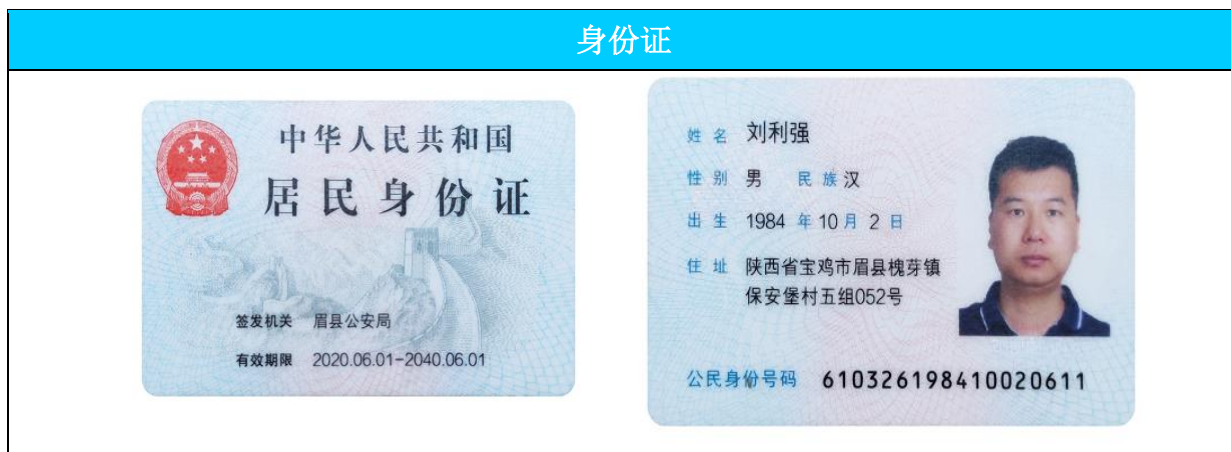 身份证
中华人民共和国
居民身份证
签发机关 眉县公安局
有效期限 2020.06.01-2040.06.01
姓名 刘利强
性别 男 民族 汉
出生 1984 年 10 月 2 日
住址 陕西省宝鸡市眉县槐芽镇
保安堡村五组052号
公民身份号码 610326198410020611